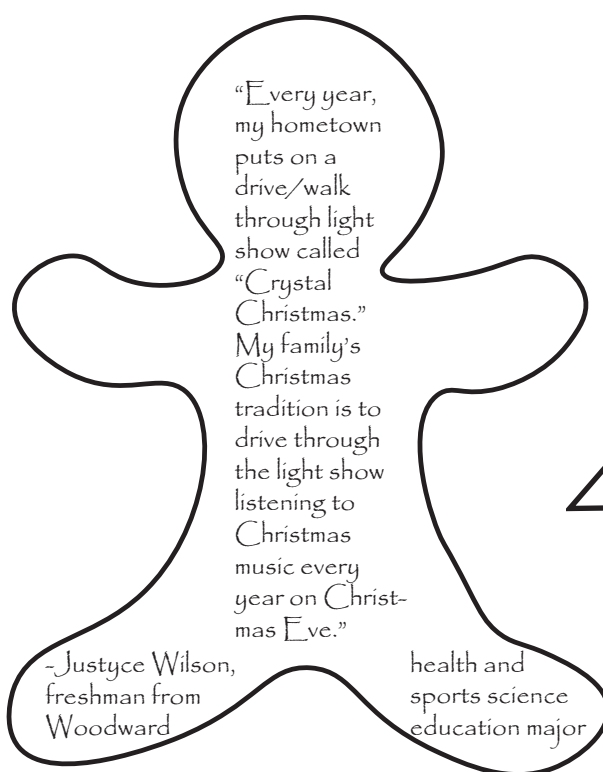 “Every year,
my hometown
puts on a
drive/walk
through light
show called
“Crystal
Christmas.”
My family’s
Christmas
tradition is to
drive through
the light show
listening to
Christmas
music every
year on Christ-
mas Eve.”
-Justyce Wilson,
freshman from
Woodward
health and
sports science
education major